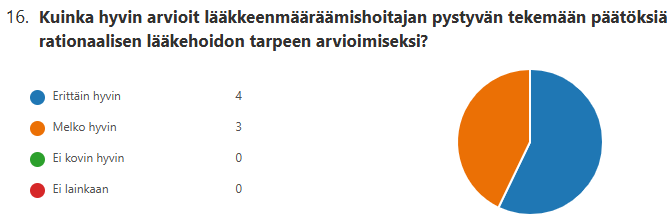 16. Kuinka hyvin arvioit lääkkeenmääräämishoitajan pystyvän tekemään päätöksiä
rationaalisen lääkehoidon tarpeen arvioimiseksi?
Erittäin hyvin 4
Melko hyvin 3
Ei kovin hyvin 0
Ei lainkaan 0